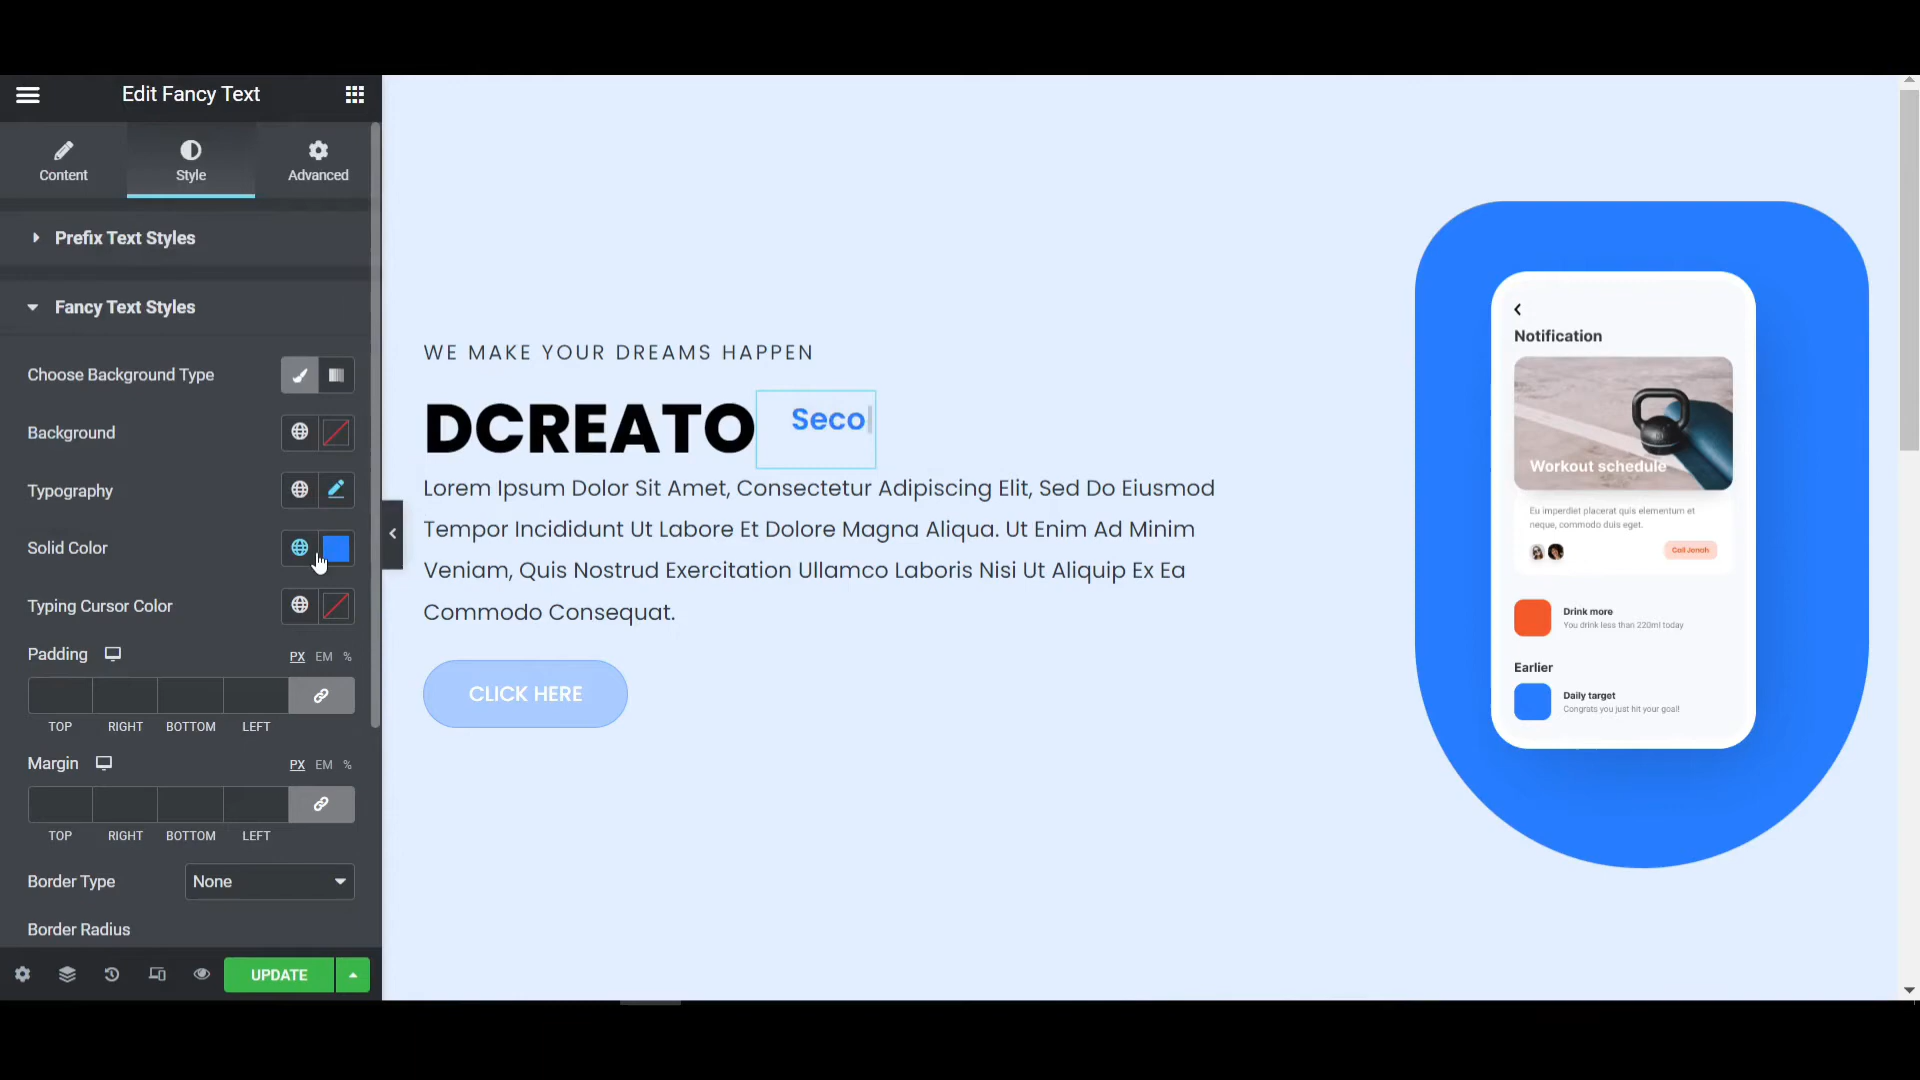 Edit Fancy Text
Content
Style
Advanced
Prefix Text Styles
Fancy Text Styles
Choose Background Type
Background
Typography
Solid Color
Typing Cursor Color
Padding
PX EM %
TOP RIGHT BOTTOM LEFT
Margin
PX EM %
TOP RIGHT BOTTOM LEFT
Border Type
None
Border Radius
UPDATE
WE MAKE YOUR DREAMS HAPPEN
DCREATO
Seco
Lorem Ipsum Dolor Sit Amet, Consectetur Adipiscing Elit, Sed Do Eiusmod
Tempor Incididunt Ut Labore Et Dolore Magna Aliqua. Ut Enim Ad Minim
Veniam, Quis Nostrud Exercitation Ullamco Laboris Nisi Ut Aliquip Ex Ea
Commodo Consequat.
CLICK HERE
Notification
Workout schedule
Eu imperdiet placerat quis elementum et
neque, commodo duis eget.
Call Jenah
Drink more
You drink less than 220ml today
Earlier
Daily target
Congrats you just hit your goal!